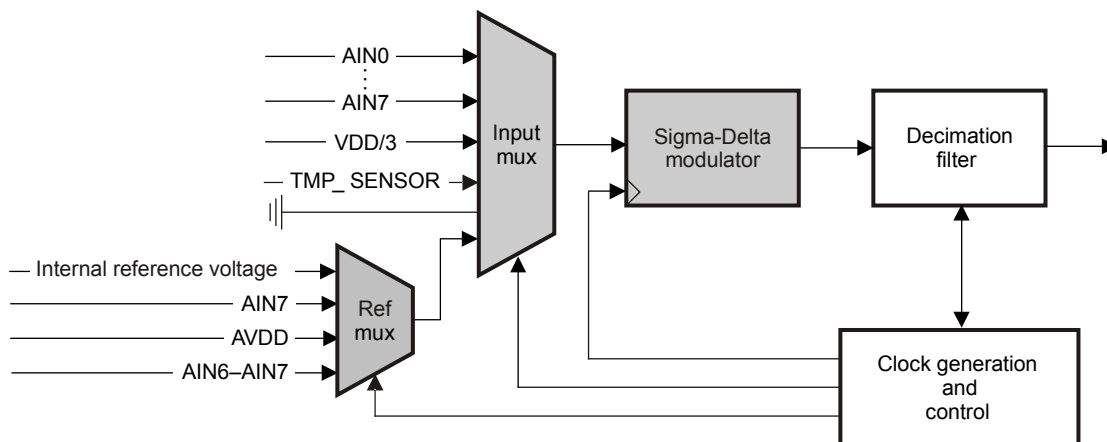 AIN0
AIN7
VDD/3
TMP_ SENSOR
Input
mux
Sigma-Delta
modulator
Decimation
filter
Internal reference voltage
AIN7
AVDD
AIN6–AIN7
Ref
mux
Clock generation
and
control